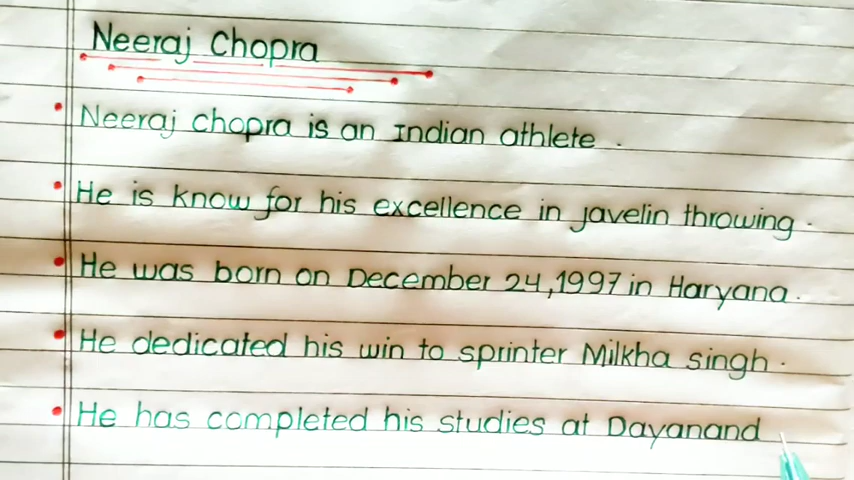 Neeraj Chopra
Neeraj chopra is an Indian athlete .
He is know for his excellence in javelin throwing .
He was born on December 24,1997 in Haryana .
He dedicated his win to sprinter Milkha singh .
He has completed his studies at Dayanand